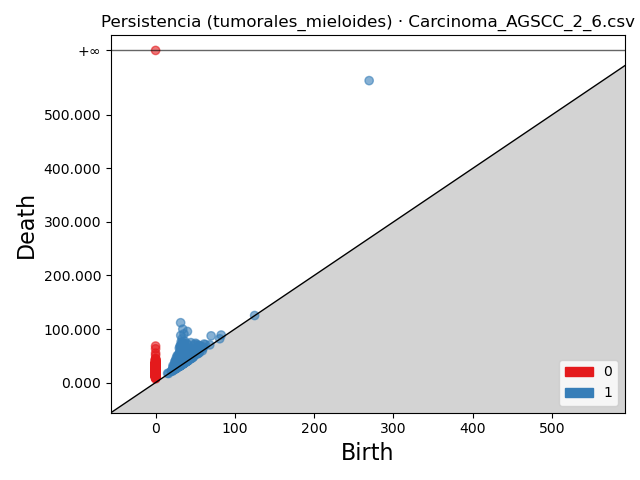 Persistencia (tumorales_mieloides) · Carcinoma_AGSCC_2_6.csv
+∞
500.000
400.000
300.000
200.000
100.000
0.000
Death
0
1
0 100 200 300 400 500
Birth